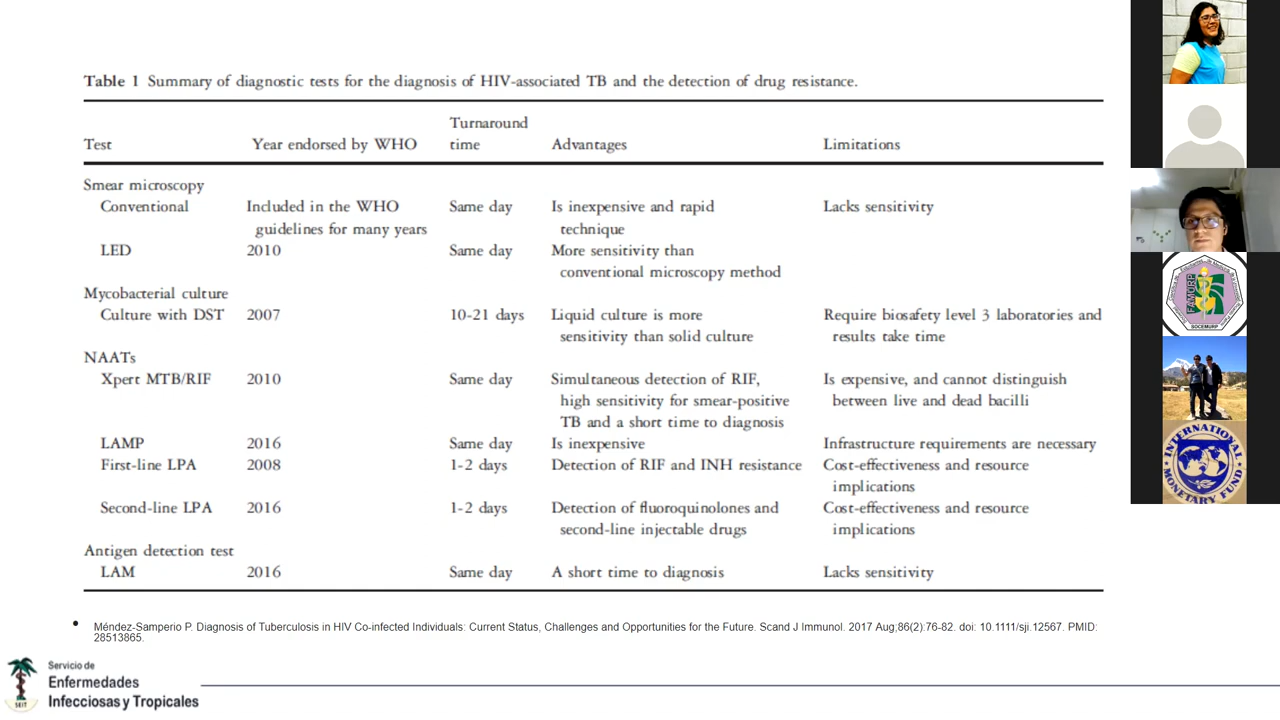 Table 1 Summary of diagnostic tests for the diagnosis of HIV-associated TB and the detection of drug resistance.
Test Year endorsed by WHO Turnaround time Advantages Limitations
Smear microscopy
Conventional Included in the WHO guidelines for many years Same day Is inexpensive and rapid technique Lacks sensitivity
LED 2010 Same day More sensitivity than conventional microscopy method
Mycobacterial culture
Culture with DST 2007 10-21 days Liquid culture is more sensitivity than solid culture Require biosafety level 3 laboratories and results take time
NAATs
Xpert MTB/RIF 2010 Same day Simultaneous detection of RIF, high sensitivity for smear-positive TB and a short time to diagnosis Is expensive, and cannot distinguish between live and dead bacilli
LAMP 2016 Same day Is inexpensive Infrastructure requirements are necessary
First-line LPA 2008 1-2 days Detection of RIF and INH resistance Cost-effectiveness and resource implications
Second-line LPA 2016 1-2 days Detection of fluoroquinolones and second-line injectable drugs Cost-effectiveness and resource implications
Antigen detection test
LAM 2016 Same day A short time to diagnosis Lacks sensitivity
• Méndez-Samperio P. Diagnosis of Tuberculosis in HIV Co-infected Individuals: Current Status, Challenges and Opportunities for the Future. Scand J Immunol. 2017 Aug;86(2):76-82. doi: 10.1111/sji.12567. PMID:
28513865.
SEIT
Servicio de
Enfermedades
Infecciosas y Tropicales
FAMURP
SOCEMURP
INTERNATIONAL
MONETARY FUND